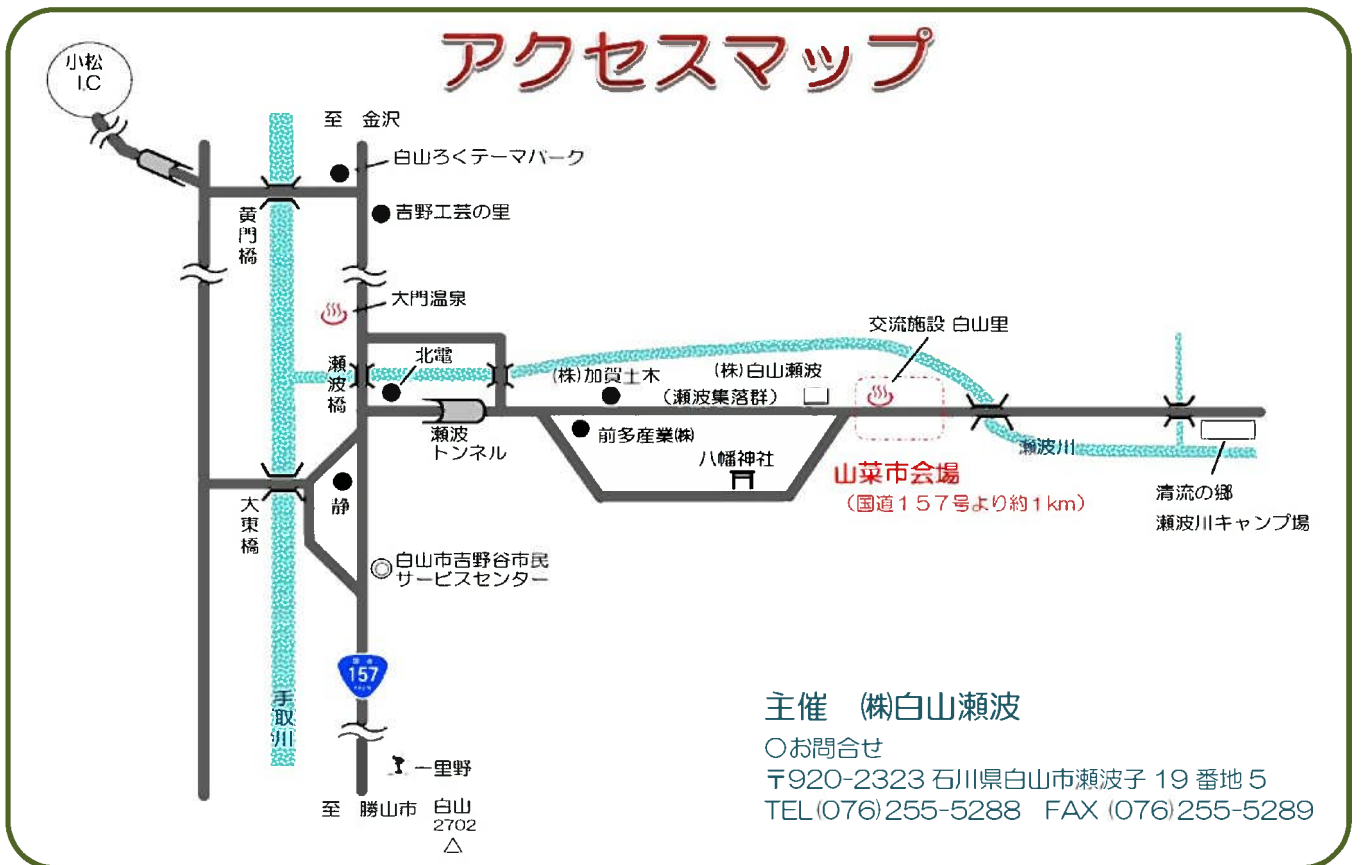 アクセスマップ
小松
I.C
至 金沢
白山ろくテーマパーク
吉野工芸の里
黄門橋
大門温泉
交流施設 白山里
瀬波橋
北電
(株)加賀土木
(株)白山瀬波
(瀬波集落群)
瀬波
トンネル
前多産業㈱
瀬波川
八幡神社
山菜市会場
(国道157号より約1km)
清流の郷
瀬波川キャンプ場
大東橋
静
白山市吉野谷市民
サービスセンター
157
手取川
一里野
至 勝山市
白山
2702
主催 ㈱白山瀬波
○お問合せ
〒920-2323 石川県白山市瀬波子 19 番地 5
TEL(076)255-5288 FAX (076)255-5289